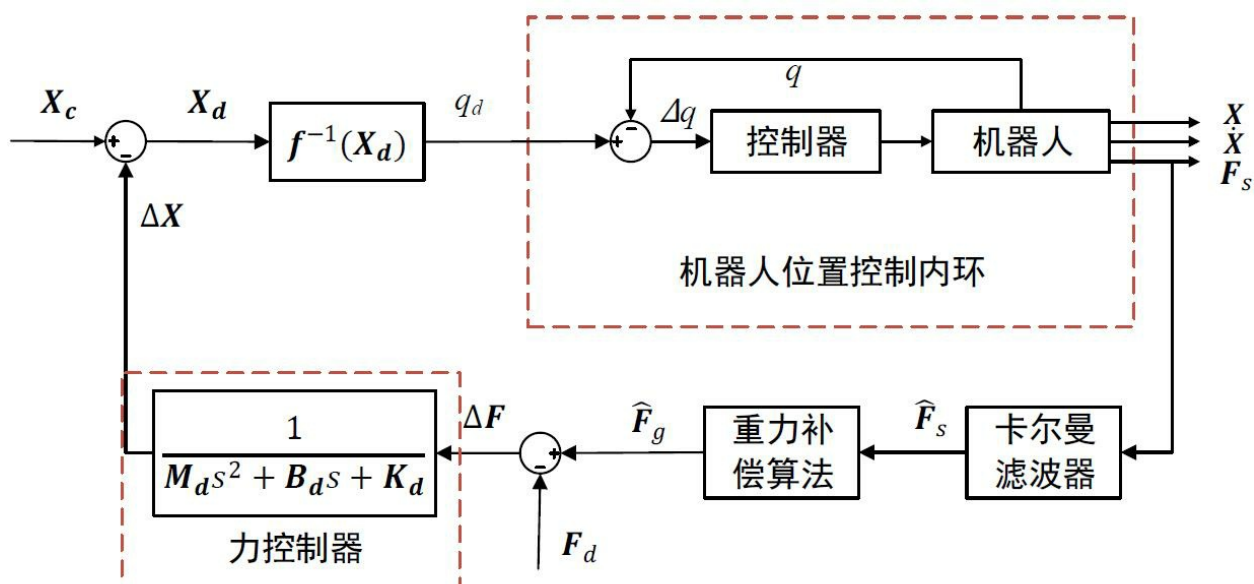 q
X_c
+
-
X_d
f^{-1}(X_d)
q_d
+
-
Δq
控制器
机器人
X
Ẋ
F_s
ΔX
机器人位置控制内环
1
M_d s² + B_d s + K_d
力控制器
ΔF
+
-
F̂_g
重力补
偿算法
F̂_s
卡尔曼
滤波器
F_d